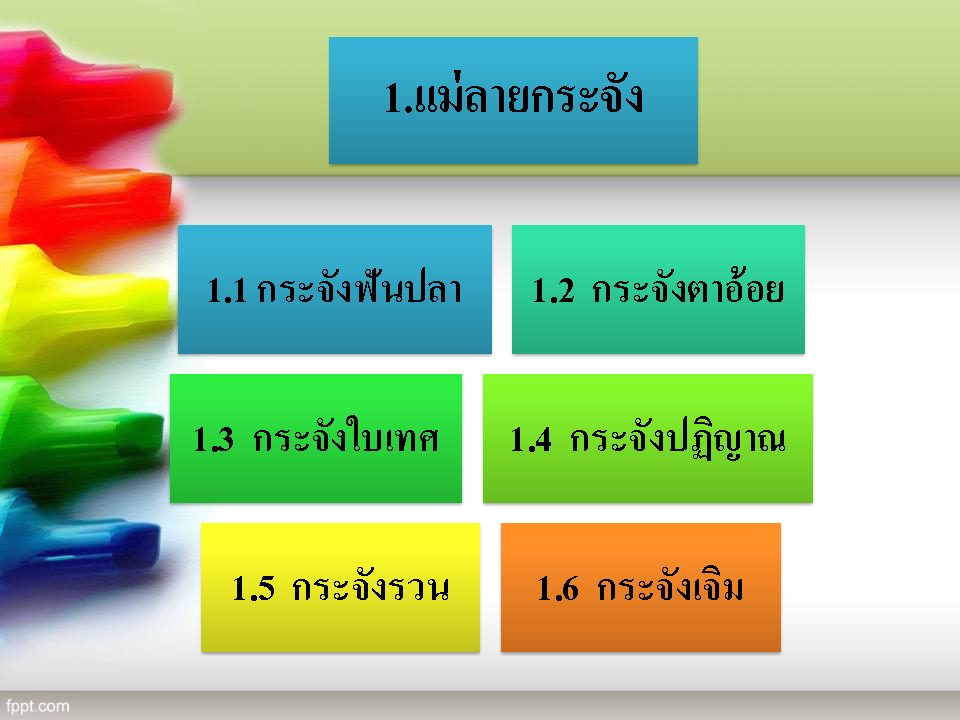 1.แม่ลายกระจัง
1.1 กระจังฟันปลา
1.2 กระจังตาอ้อย
1.3 กระจังใบเทศ
1.4 กระจังปฏิญาณ
1.5 กระจังรวน
1.6 กระจังเจิม
fppt.com